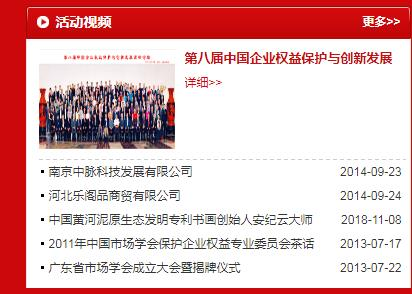 活动视频 更多>>
第八届中国企业权益保护与创新发展
详细>>
南京中脉科技发展有限公司 2014-09-23
河北乐阁品商贸有限公司 2014-09-24
中国黄河泥原生态发明专利书画创始人安纪云大师 2018-11-08
2011年中国市场学会保护企业权益专业委员会茶话 2013-07-17
广东省市场学会成立大会暨揭牌仪式 2013-07-22